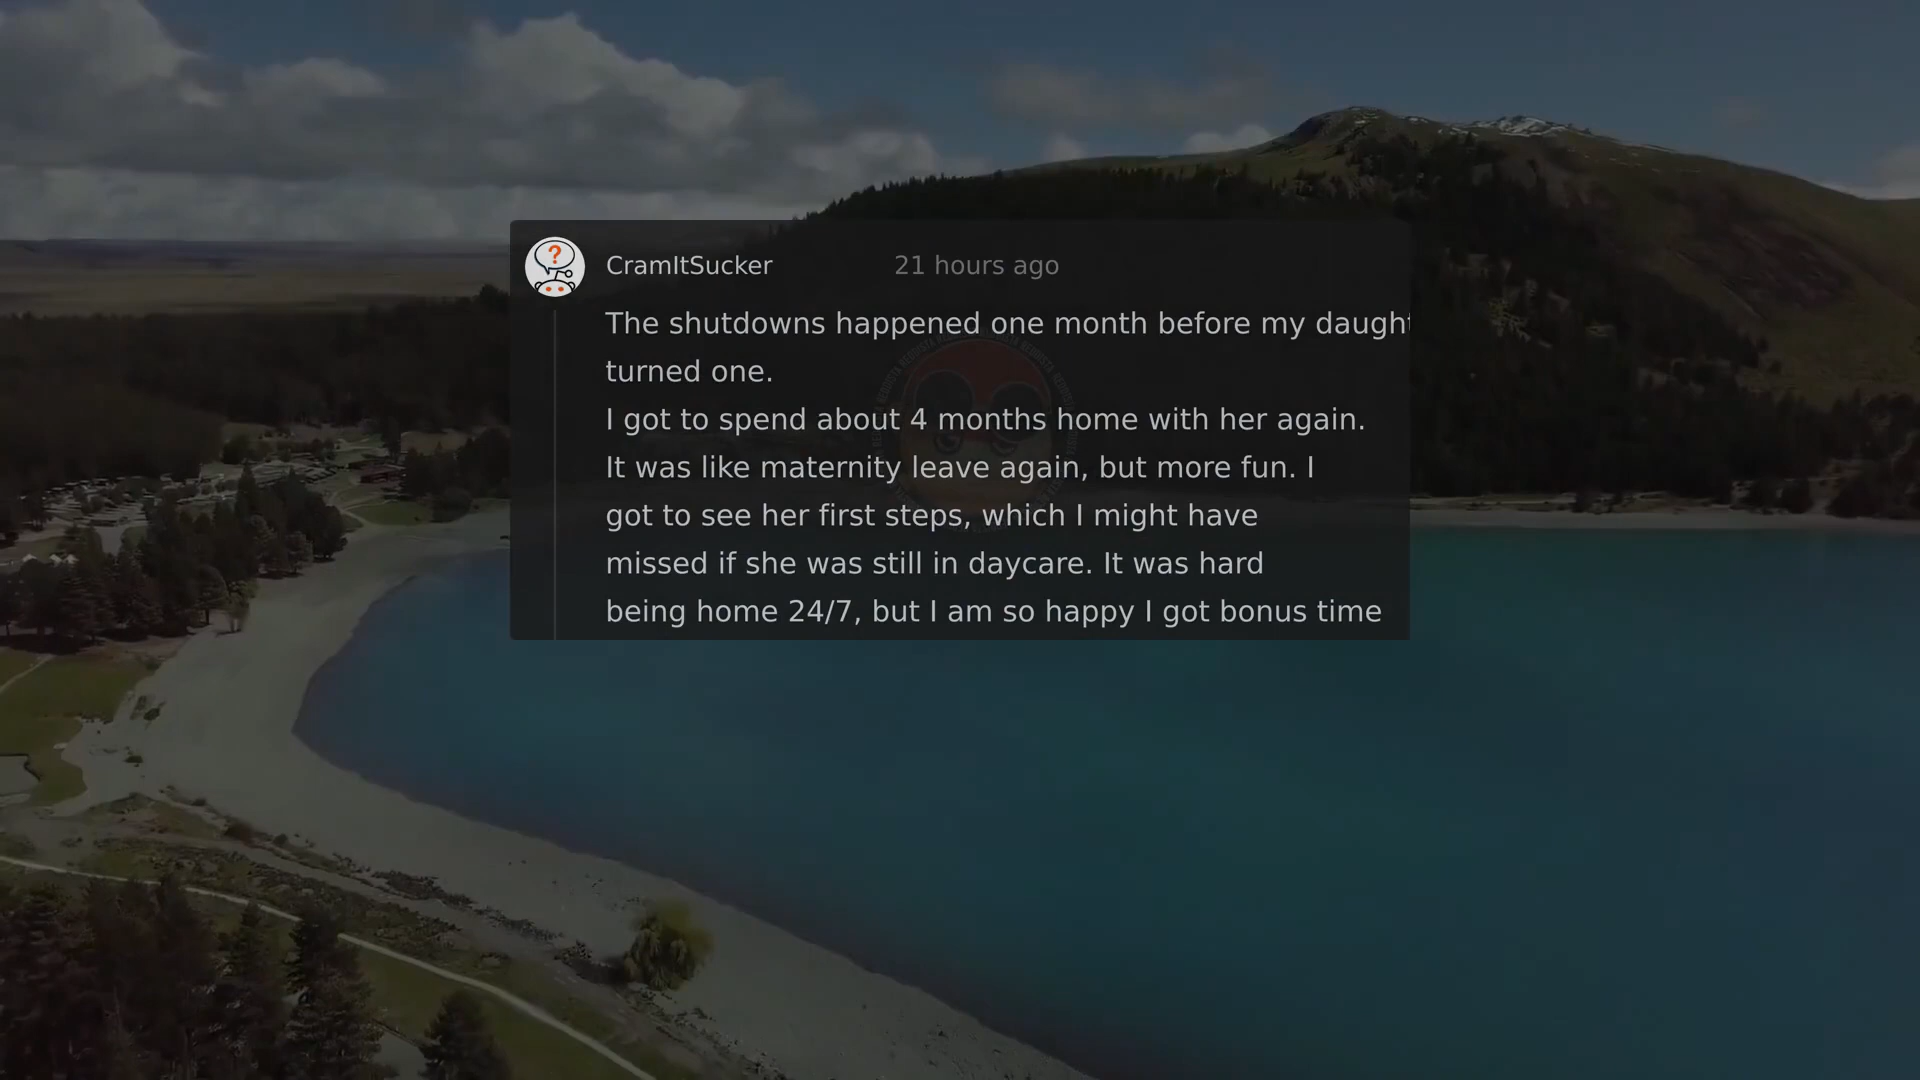 CramItSucker 21 hours ago
The shutdowns happened one month before my daught
turned one.
I got to spend about 4 months home with her again.
It was like maternity leave again, but more fun. I
got to see her first steps, which I might have
missed if she was still in daycare. It was hard
being home 24/7, but I am so happy I got bonus time